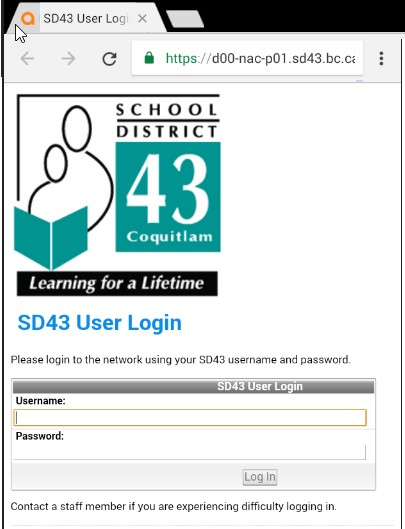 SD43 User Logi
https://d00-nac-p01.sd43.bc.ca
SCHOOL
DISTRICT
43
Coquitlam
Learning for a Lifetime
SD43 User Login
Please login to the network using your SD43 username and password.
SD43 User Login
Username:
Password:
Log In
Contact a staff member if you are experiencing difficulty logging in.